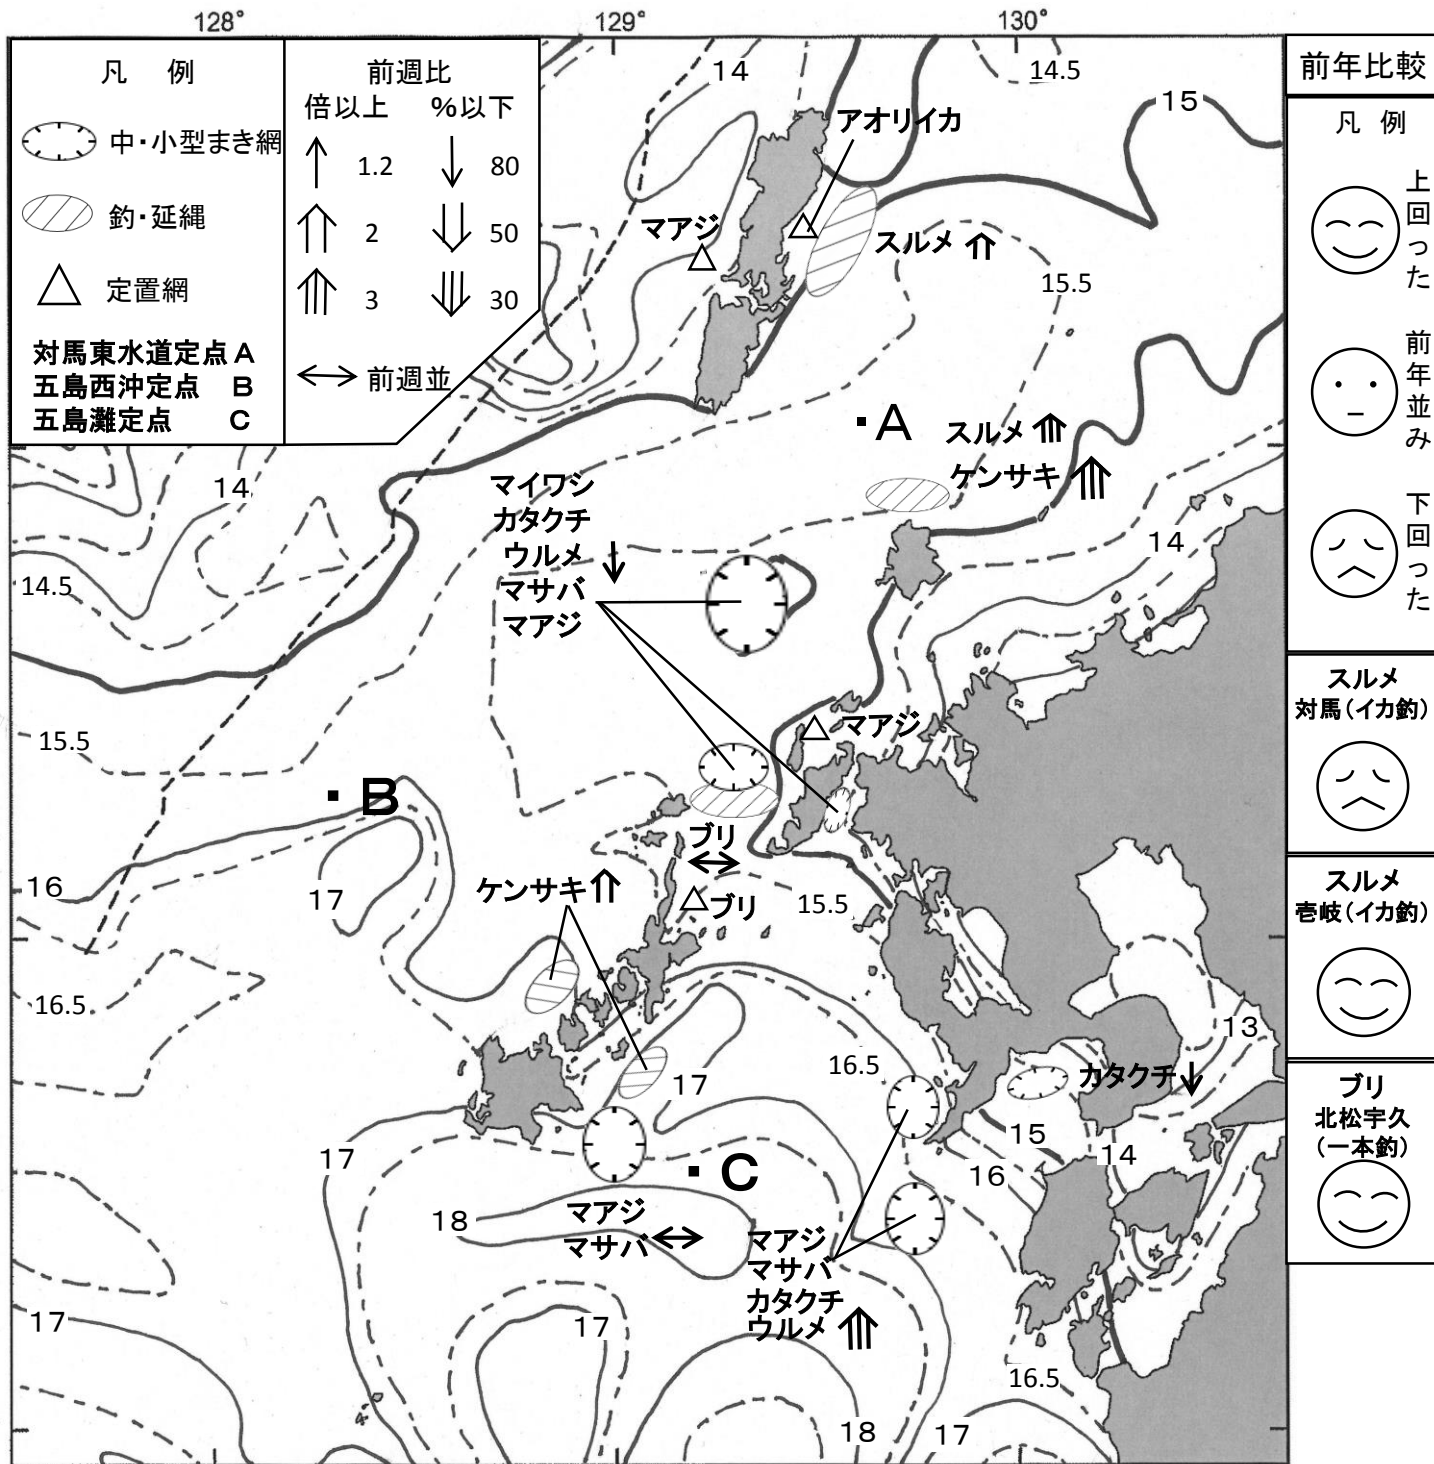 128°
129°
130°
凡 例
中・小型まき網
釣・延縄
定置網
対馬東水道定点 A
五島西沖定点 B
五島灘定点 C
前週比
倍以上 %以下
1.2 80
2 50
3 30
前週並
前年比較
凡 例
上回った
前年並み
下回った
スルメ
対馬(イカ釣)
スルメ
壱岐(イカ釣)
ブリ
北松宇久
(一本釣)
14
14.5
15
アオリイカ
マアジ
スルメ
15.5
A
スルメ
ケンサキ
14
マイワシ
カタクチ
ウルメ
マサバ
マアジ
14
14.5
15.5
マアジ
B
ブリ
16
17
ケンサキ
ブリ
15.5
16.5
13
16.5
17
カタクチ
15
14
16
17
C
18
マアジ
マサバ
マアジ
マサバ
カタクチ
ウルメ
17
17
16.5
18
17